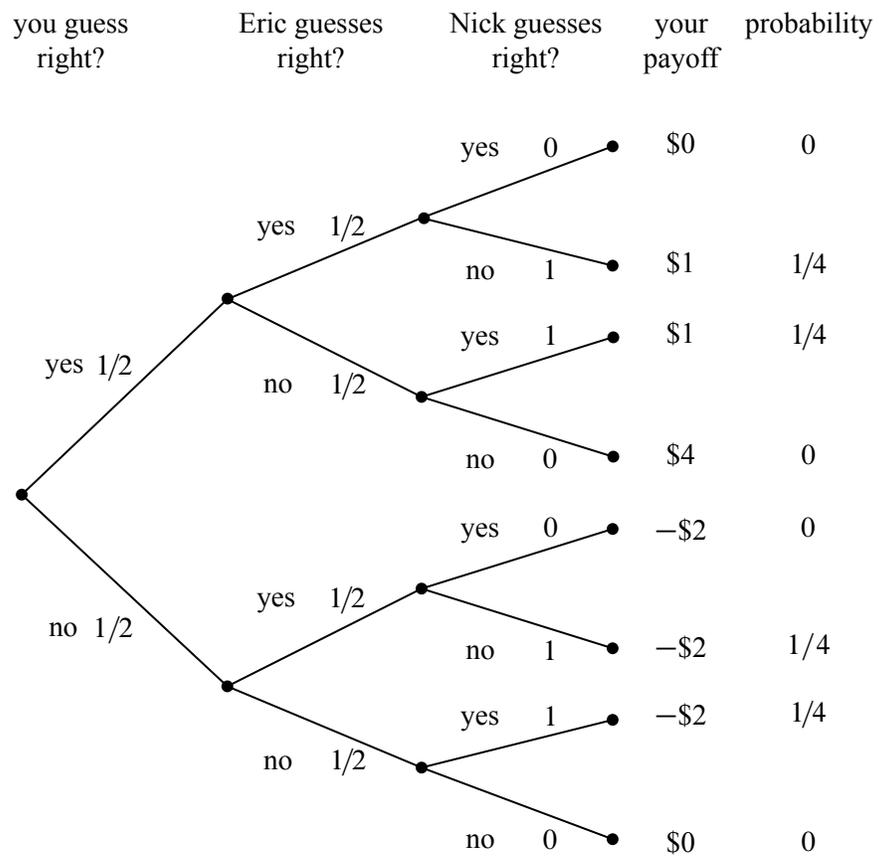 you guess Eric guesses Nick guesses your probability
right? right? right? payoff
yes 0 $0 0
yes 1/2
no 1 $1 1/4
yes 1 $1 1/4
yes 1/2
no 1/2
no 0 $4 0
yes 0 −$2 0
yes 1/2
no 1/2
no 1 −$2 1/4
yes 1 −$2 1/4
no 1/2
no 0 $0 0